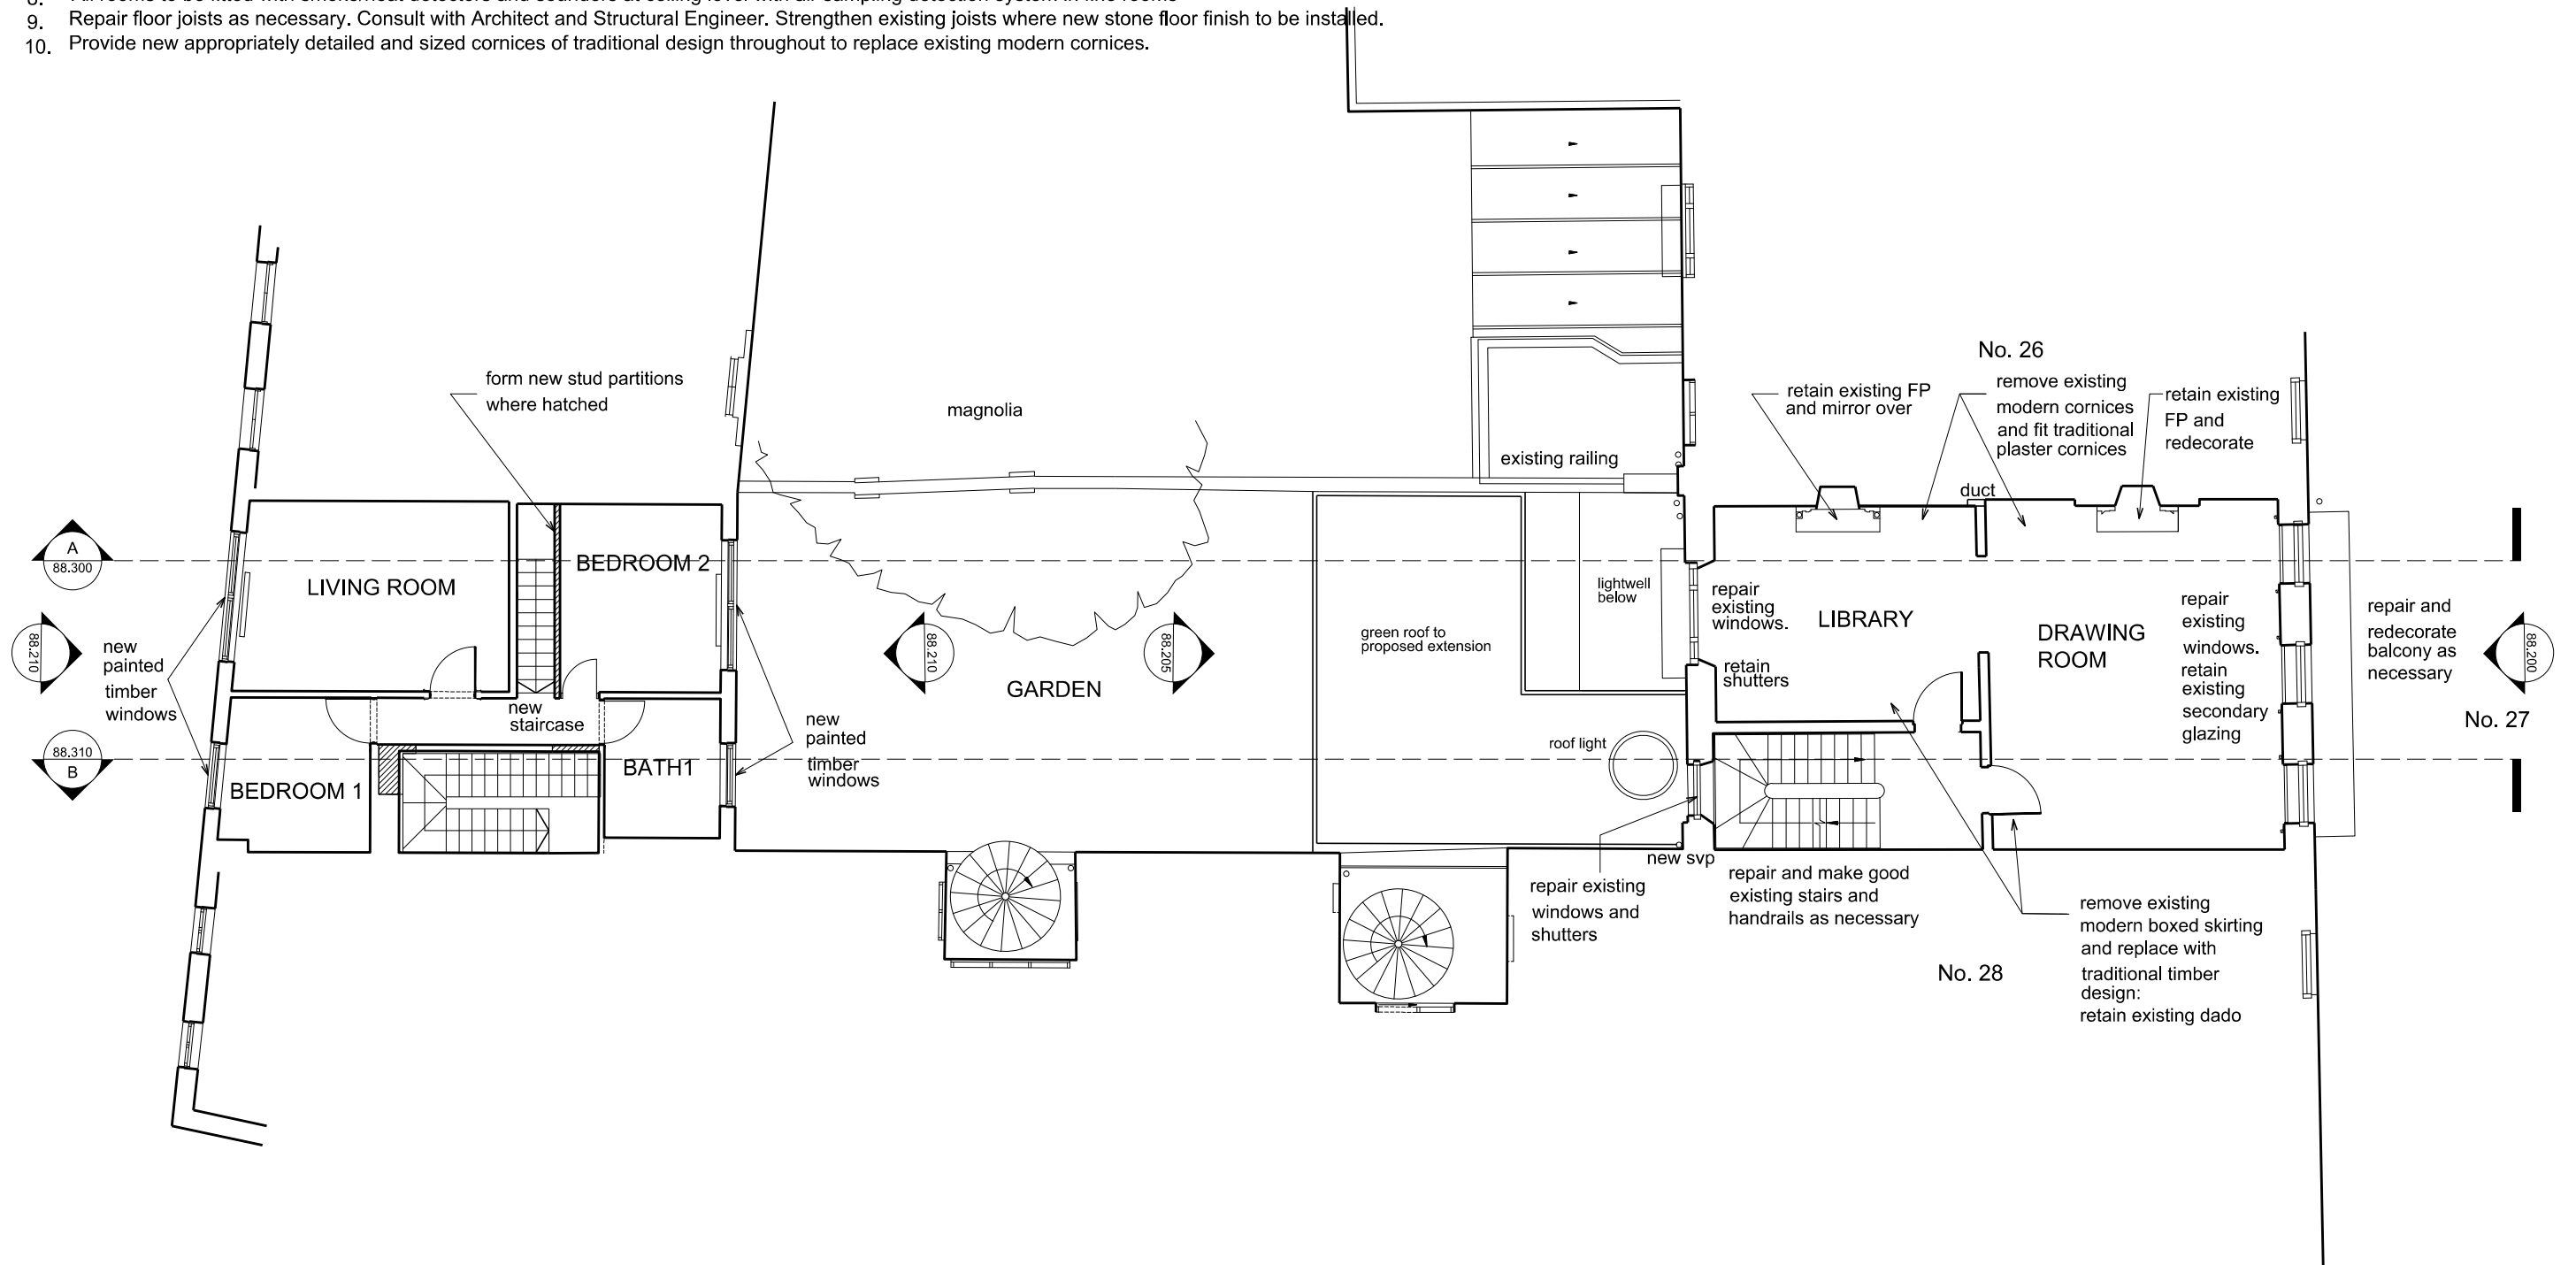 9. Repair floor joists as necessary. Consult with Architect and Structural Engineer. Strengthen existing joists where new stone floor finish to be installed.
10. Provide new appropriately detailed and sized cornices of traditional design throughout to replace existing modern cornices.
No. 26
form new stud partitions
where hatched
magnolia
existing railing
retain existing FP
and mirror over
remove existing
modern cornices
and fit traditional
plaster cornices
retain existing
FP and
redecorate
duct
A
88.300
LIVING ROOM
BEDROOM 2
88.210
new
painted
timber
windows
new
staircase
88.310
B
BEDROOM 1
BATH1
new
painted
timber
windows
88.210
GARDEN
88.205
green roof to
proposed extension
lightwell
below
roof light
repair
existing
windows.
retain
shutters
LIBRARY
DRAWING
ROOM
repair
existing
windows.
retain
existing
secondary
glazing
repair and
redecorate
balcony as
necessary
88.200
No. 27
new svp
repair existing
windows and
shutters
repair and make good
existing stairs and
handrails as necessary
No. 28
remove existing
modern boxed skirting
and replace with
traditional timber
design:
retain existing dado